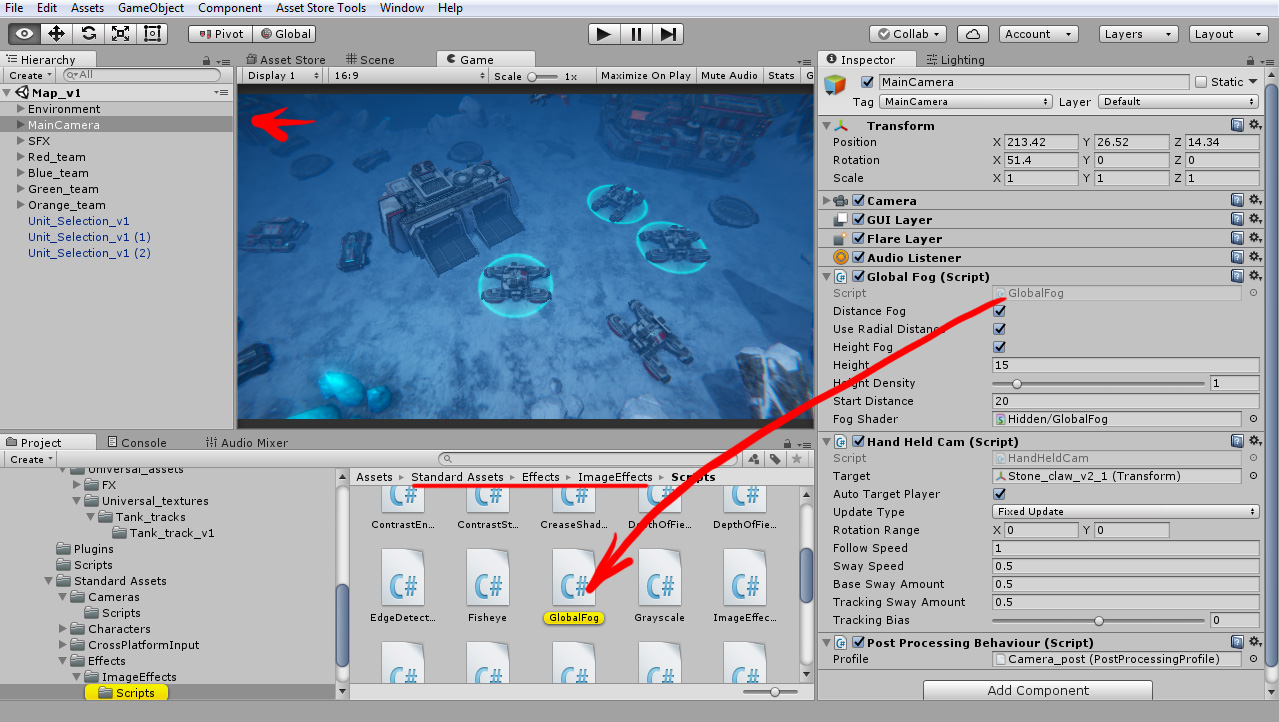 File Edit Assets GameObject Component Asset Store Tools Window Help
Pivot Global Collab Account Layers Layout
Hierarchy
Create All
Map_v1
Environment
MainCamera
SFX
Red_team
Blue_team
Green_team
Orange_team
Unit_Selection_v1
Unit_Selection_v1 (1)
Unit_Selection_v1 (2)
Asset Store Scene Game
Display 1 16:9 Scale 1x Maximize On Play Mute Audio Stats G
Inspector Lighting
MainCamera Static
Tag MainCamera Layer Default
Transform
Position X 213.42 Y 26.52 Z 14.34
Rotation X 51.4 Y 0 Z 0
Scale X 1 Y 1 Z 1
Camera
GUI Layer
Flare Layer
Audio Listener
Global Fog (Script)
Script GlobalFog
Distance Fog
Use Radial Distanc
Height Fog
Height 15
Height Density 1
Start Distance 20
Fog Shader Hidden/GlobalFog
Hand Held Cam (Script)
Script HandHeldCam
Target Stone_claw_v2_1 (Transform)
Auto Target Player
Update Type Fixed Update
Rotation Range X 0 Y 0
Follow Speed 1
Sway Speed 0.5
Base Sway Amount 0.5
Tracking Sway Amount 0.5
Tracking Bias 0
Post Processing Behaviour (Script)
Profile Camera_post (PostProcessingProfile)
Add Component
Project Console Audio Mixer
Create
Universal_assets
FX
Universal_textures
Tank_tracks
Tank_track_v1
Plugins
Scripts
Standard Assets
Cameras
Scripts
Characters
CrossPlatformInput
Effects
ImageEffects
Scripts
Assets Standard Assets Effects ImageEffects Scripts
C# C# C# C# C#
ContrastEn... ContrastSt... CreaseShad... DepthOfFie... DepthOfFie...
C# C# C# C# C#
EdgeDetect... Fisheye GlobalFog Grayscale ImageEffec...